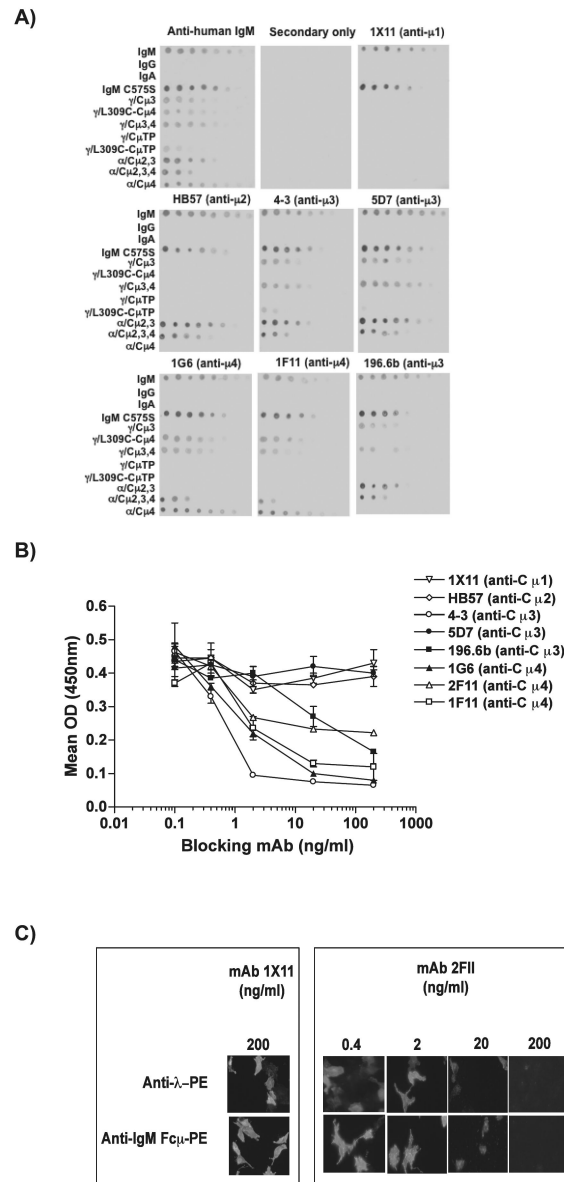 A)
Anti-human IgM
Secondary only
1X11 (anti-μ1)
IgM
IgG
IgA
IgM C575S
γ/Cμ3
γ/L309C-Cμ4
γ/Cμ3,4
γ/CμTP
γ/L309C-CμTP
α/Cμ2,3
α/Cμ2,3,4
α/Cμ4
HB57 (anti-μ2)
4-3 (anti-μ3)
5D7 (anti-μ3)
IgM
IgG
IgA
IgM C575S
γ/Cμ3
γ/L309C-Cμ4
γ/Cμ3,4
γ/CμTP
γ/L309C-CμTP
α/Cμ2,3
α/Cμ2,3,4
α/Cμ4
1G6 (anti-μ4)
1F11 (anti-μ4)
196.6b (anti-μ3
IgM
IgG
IgA
IgM C575S
γ/Cμ3
γ/L309C-Cμ4
γ/Cμ3,4
γ/CμTP
γ/L309C-CμTP
α/Cμ2,3
α/Cμ2,3,4
α/Cμ4
B)
Mean OD (450nm)
0.6
0.5
0.4
0.3
0.2
0.1
0.0
0.01
0.1
1
10
100
1000
Blocking mAb (ng/ml)
1X11 (anti-C μ1)
HB57 (anti-C μ2)
4-3 (anti-C μ3)
5D7 (anti-C μ3)
196.6b (anti-C μ3)
1G6 (anti-C μ4)
2F11 (anti-C μ4)
1F11 (anti-C μ4)
C)
mAb 1X11
(ng/ml)
200
mAb 2FII
(ng/ml)
0.4
2
20
200
Anti-λ–PE
Anti-IgM Fcμ-PE